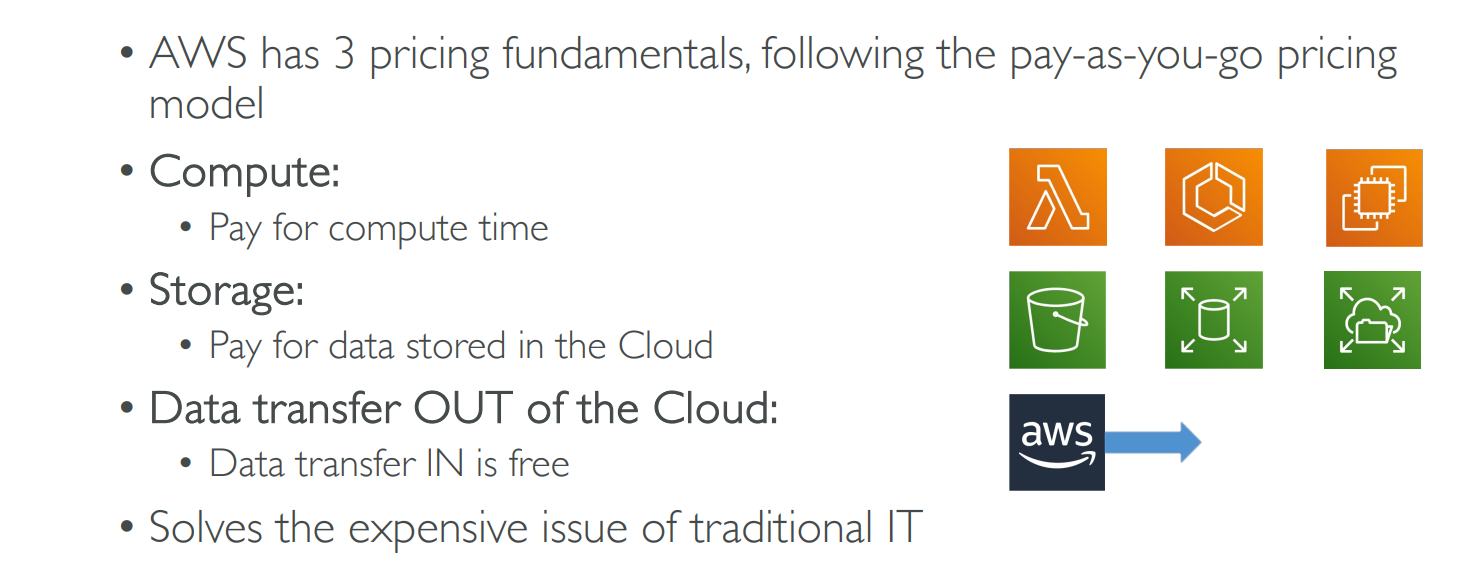 • AWS has 3 pricing fundamentals, following the pay-as-you-go pricing
model
• Compute:
• Pay for compute time
• Storage:
• Pay for data stored in the Cloud
• Data transfer OUT of the Cloud:
• Data transfer IN is free
aws
• Solves the expensive issue of traditional IT